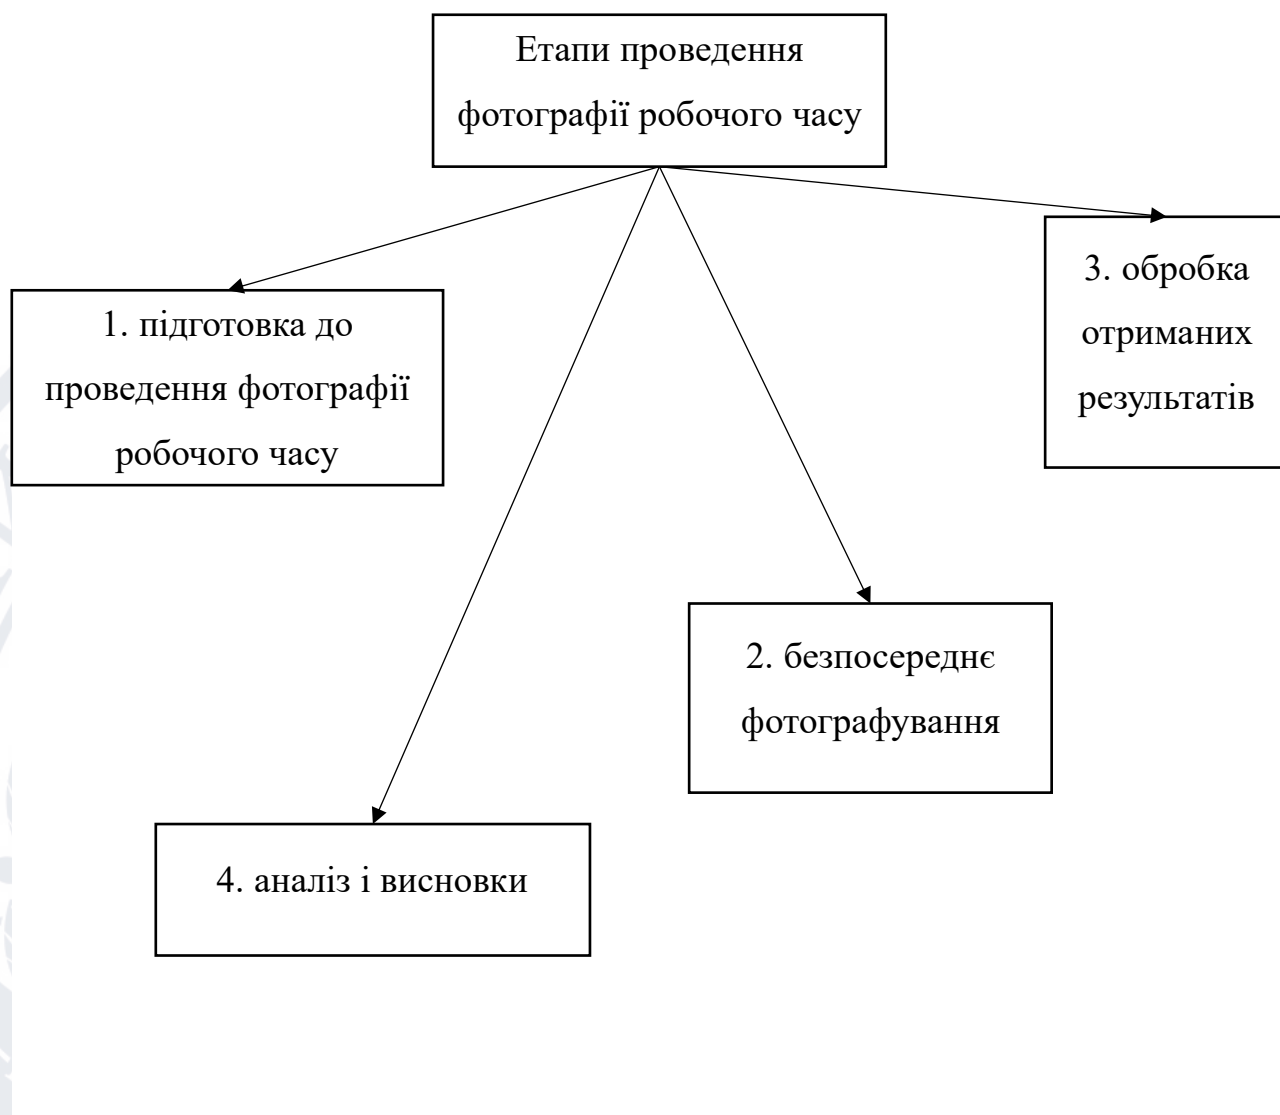 Етапи проведення
фотографії робочого часу
1. підготовка до
проведення фотографії
робочого часу
2. безпосереднє
фотографування
3. обробка
отриманих
результатів
4. аналіз і висновки